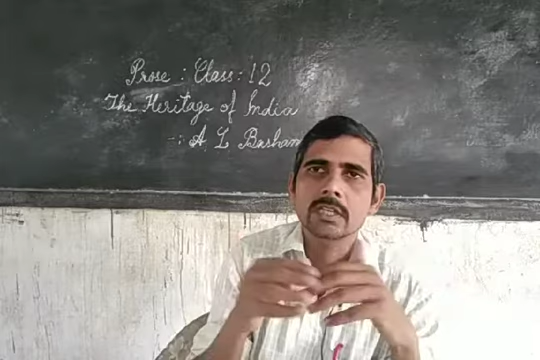 Prose : Class : 12
The Heritage of India
-: A L Basham